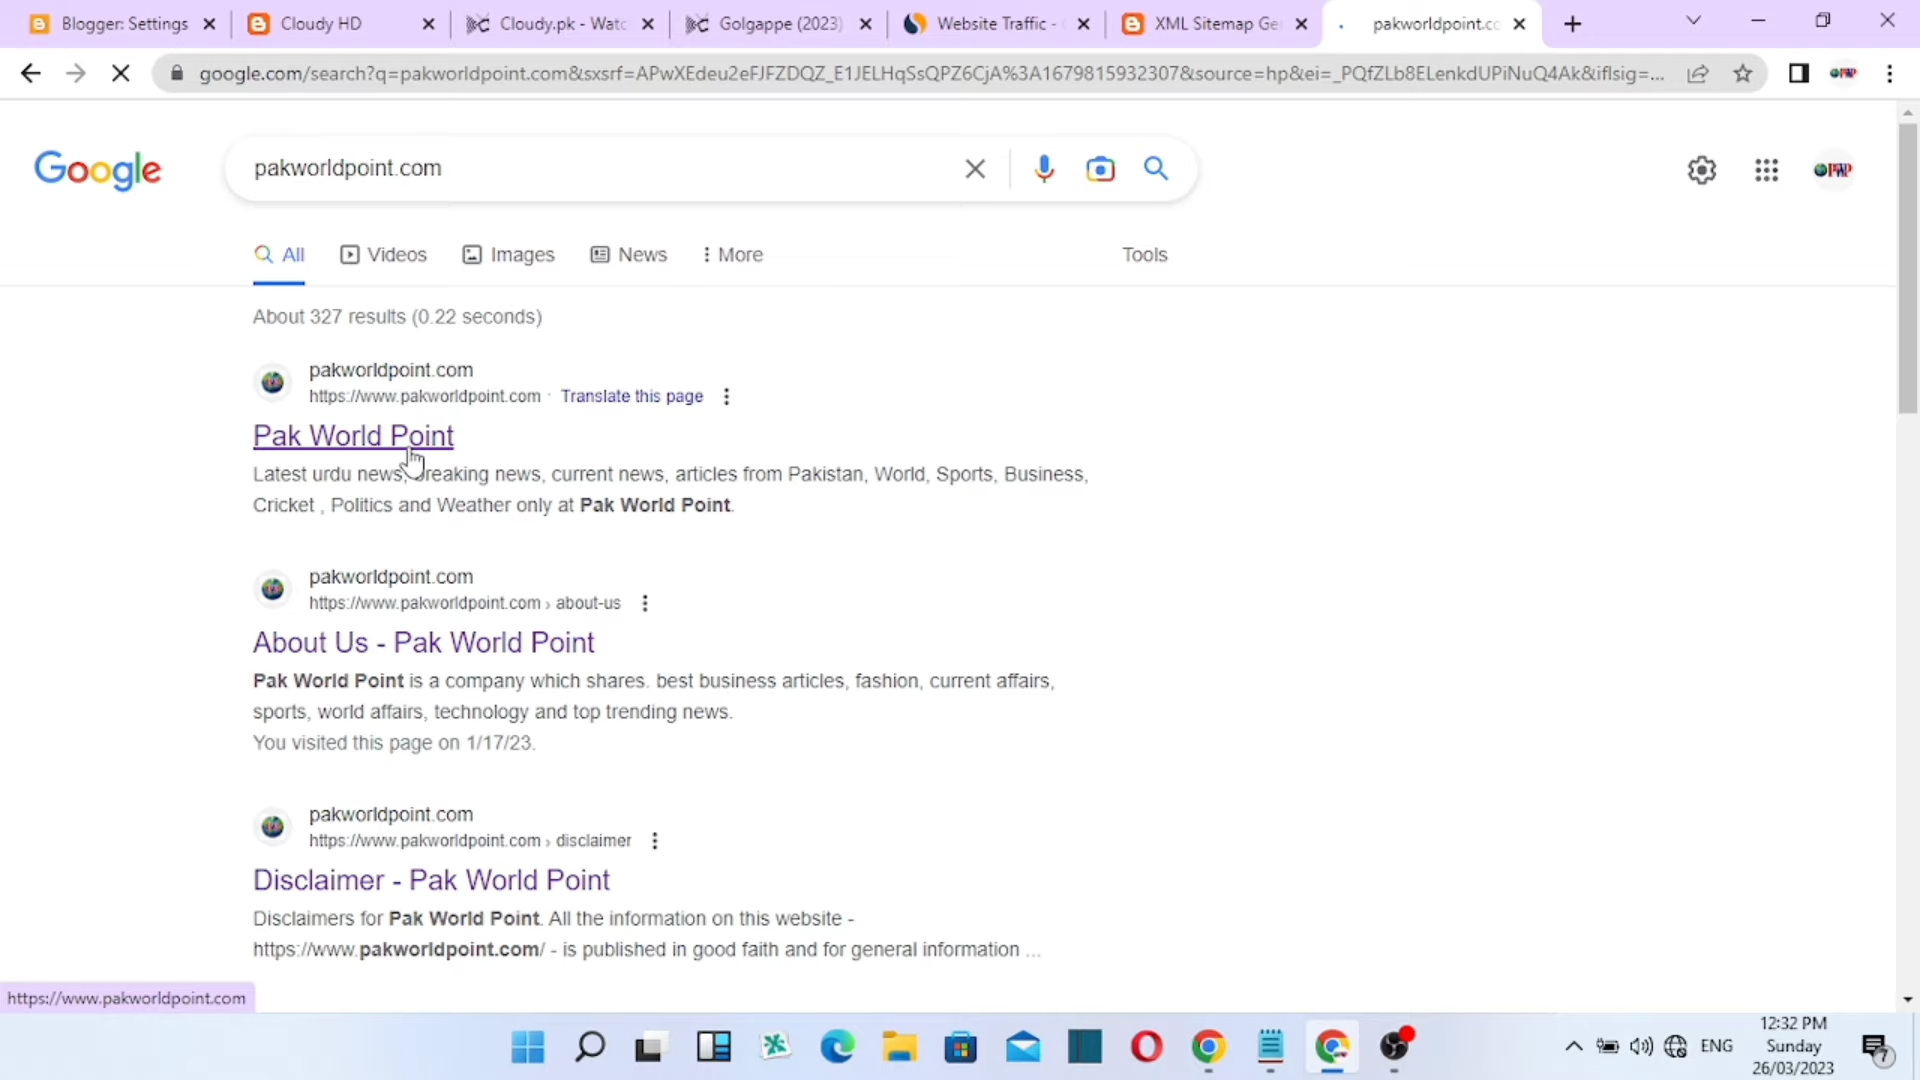 Blogger: Settings
Cloudy HD
Cloudy.pk - Watc
Golgappe (2023)
Website Traffic -
XML Sitemap Ge
pakworldpoint.co
google.com/search?q=pakworldpoint.com&sxsrf=APwXEdeu2eFJFZDQZ_E1JELHqSsQPZ6CjA%3A1679815932307&source=hp&ei=_PQfZLb8ELenkdUPiNuQ4Ak&iflsig=...
Google
pakworldpoint.com
PWP
All
Videos
Images
News
More
Tools
About 327 results (0.22 seconds)
pakworldpoint.com
https://www.pakworldpoint.com · Translate this page
Pak World Point
Latest urdu news, breaking news, current news, articles from Pakistan, World, Sports, Business,
Cricket , Politics and Weather only at Pak World Point.
pakworldpoint.com
https://www.pakworldpoint.com › about-us
About Us - Pak World Point
Pak World Point is a company which shares. best business articles, fashion, current affairs,
sports, world affairs, technology and top trending news.
You visited this page on 1/17/23.
pakworldpoint.com
https://www.pakworldpoint.com › disclaimer
Disclaimer - Pak World Point
Disclaimers for Pak World Point. All the information on this website -
https://www.pakworldpoint.com/ - is published in good faith and for general information ...
https://www.pakworldpoint.com
ENG
12:32 PM
Sunday
26/03/2023
7